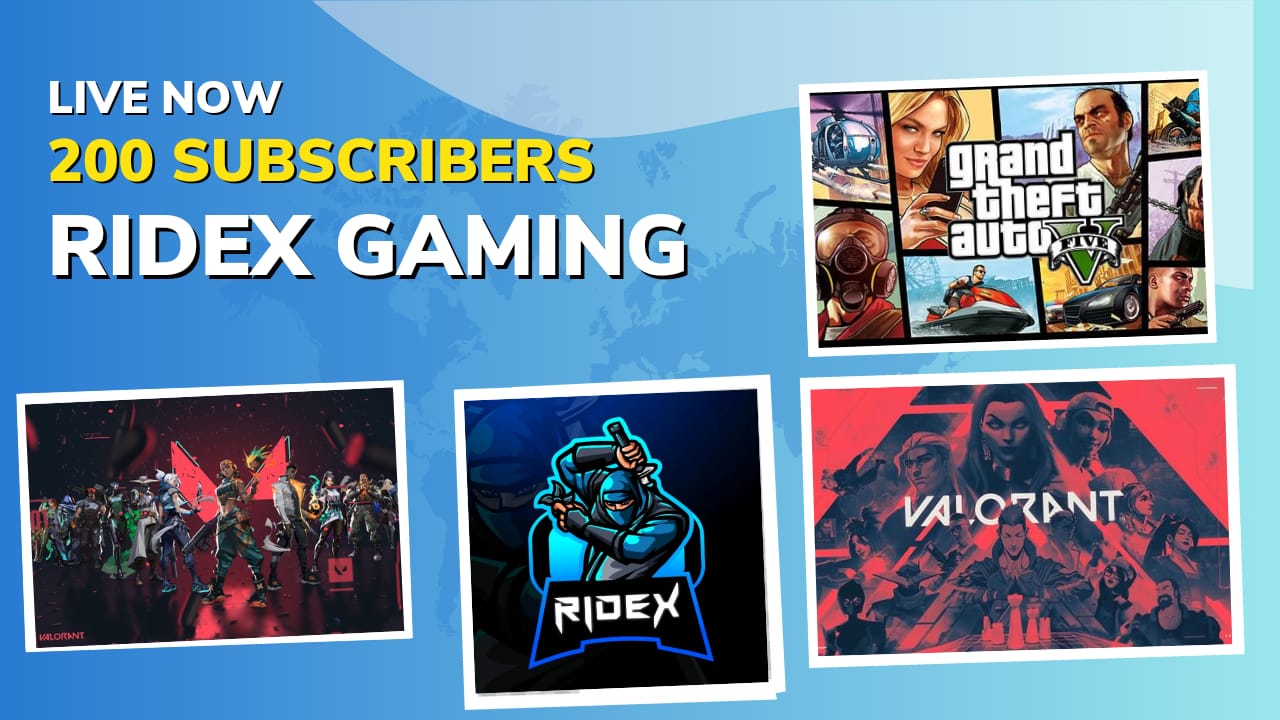 LIVE NOW
200 SUBSCRIBERS
RIDEX GAMING
grand
theft
auto
FIVE
V
VALORANT
RIDEX
VALORANT